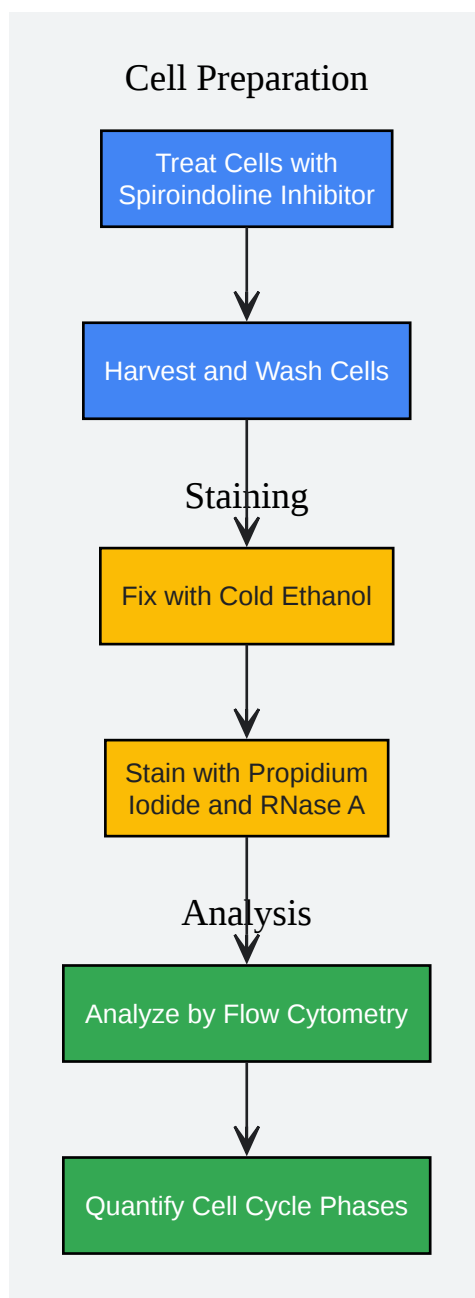 Cell Preparation
Treat Cells with
Spiroindoline Inhibitor
Harvest and Wash Cells
Staining
Fix with Cold Ethanol
Stain with Propidium
Iodide and RNase A
Analysis
Analyze by Flow Cytometry
Quantify Cell Cycle Phases